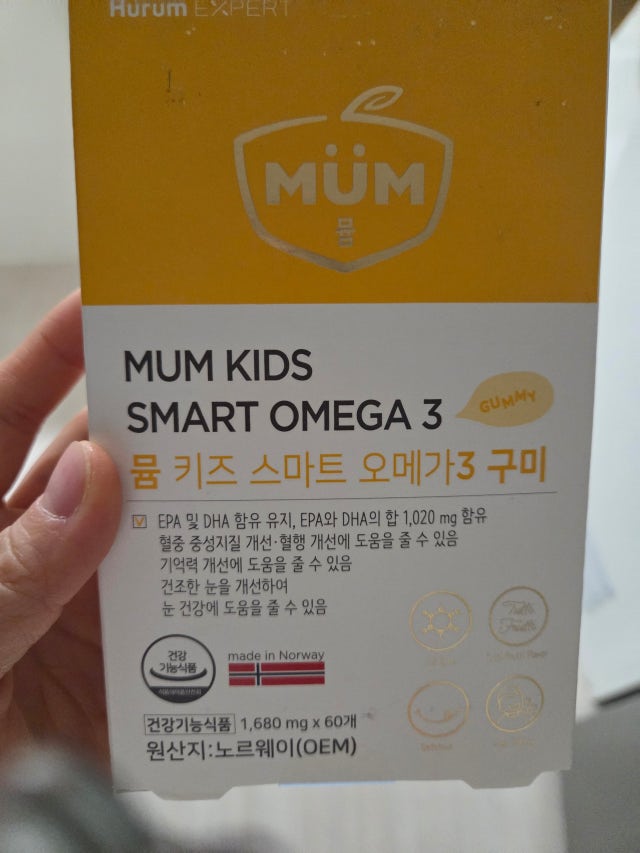 Hurum EXPERT
MÜM
뮴
MUM KIDS
SMART OMEGA 3
GUMMY
뮴 키즈 스마트 오메가3 구미
EPA 및 DHA 함유 유지, EPA와 DHA의 합 1,020 mg 함유
혈중 중성지질 개선·혈행 개선에 도움을 줄 수 있음
기억력 개선에 도움을 줄 수 있음
건조한 눈을 개선하여
눈 건강에 도움을 줄 수 있음
건강
기능식품
made in Norway
Tutti
Frutti
건강기능식품 1,680 mg x 60개
원산지:노르웨이(OEM)